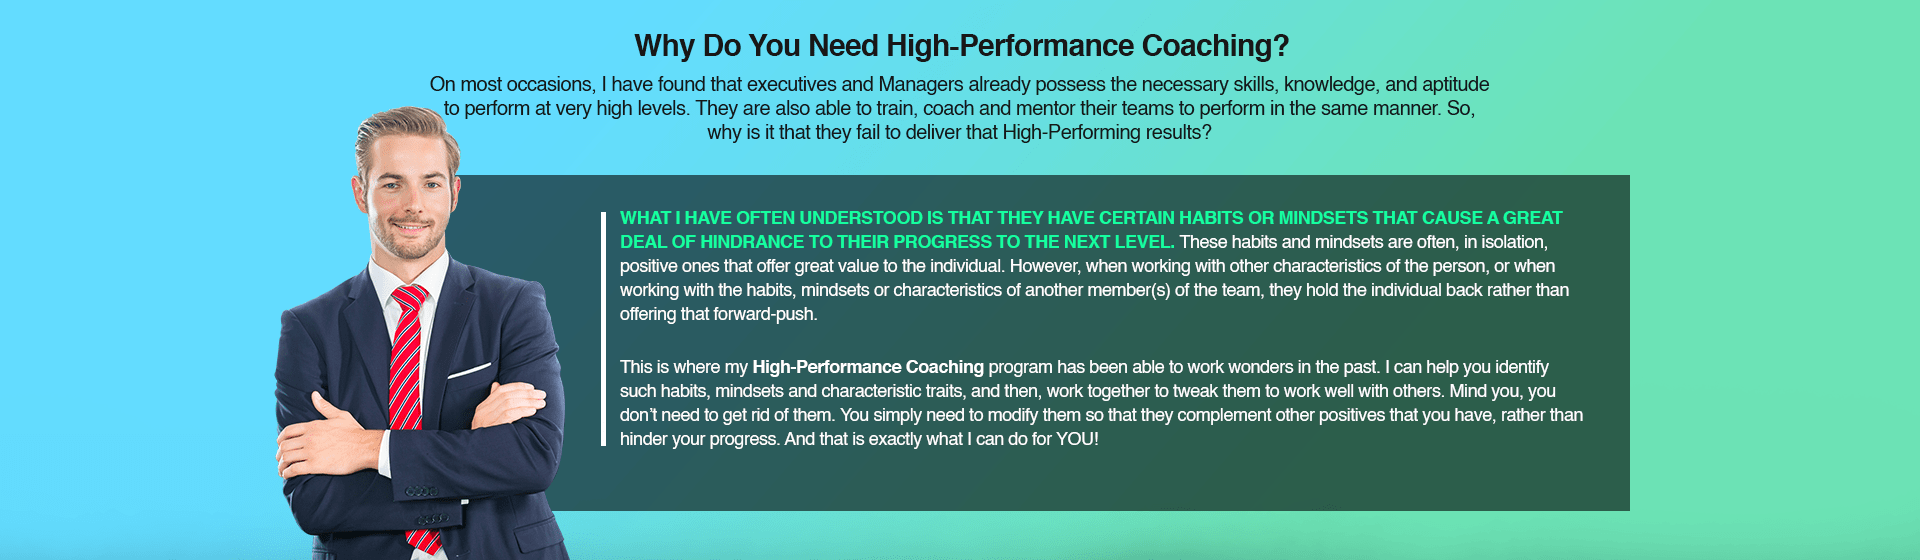 Why Do You Need High-Performance Coaching?
On most occasions, I have found that executives and Managers already possess the necessary skills, knowledge, and aptitude
to perform at very high levels. They are also able to train, coach and mentor their teams to perform in the same manner. So,
why is it that they fail to deliver that High-Performing results?
WHAT I HAVE OFTEN UNDERSTOOD IS THAT THEY HAVE CERTAIN HABITS OR MINDSETS THAT CAUSE A GREAT
DEAL OF HINDRANCE TO THEIR PROGRESS TO THE NEXT LEVEL. These habits and mindsets are often, in isolation,
positive ones that offer great value to the individual. However, when working with other characteristics of the person, or when
working with the habits, mindsets or characteristics of another member(s) of the team, they hold the individual back rather than
offering that forward-push.
This is where my High-Performance Coaching program has been able to work wonders in the past. I can help you identify
such habits, mindsets and characteristic traits, and then, work together to tweak them to work well with others. Mind you, you
don’t need to get rid of them. You simply need to modify them so that they complement other positives that you have, rather than
hinder your progress. And that is exactly what I can do for YOU!